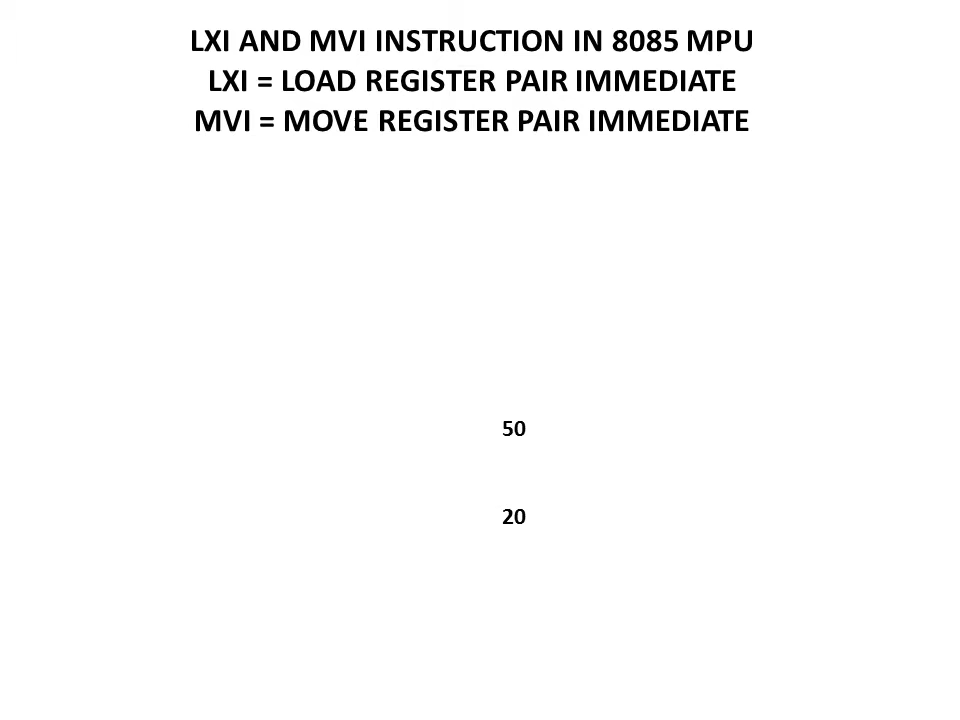 LXI AND MVI INSTRUCTION IN 8085 MPU
LXI = LOAD REGISTER PAIR IMMEDIATE
MVI = MOVE REGISTER PAIR IMMEDIATE
50
20